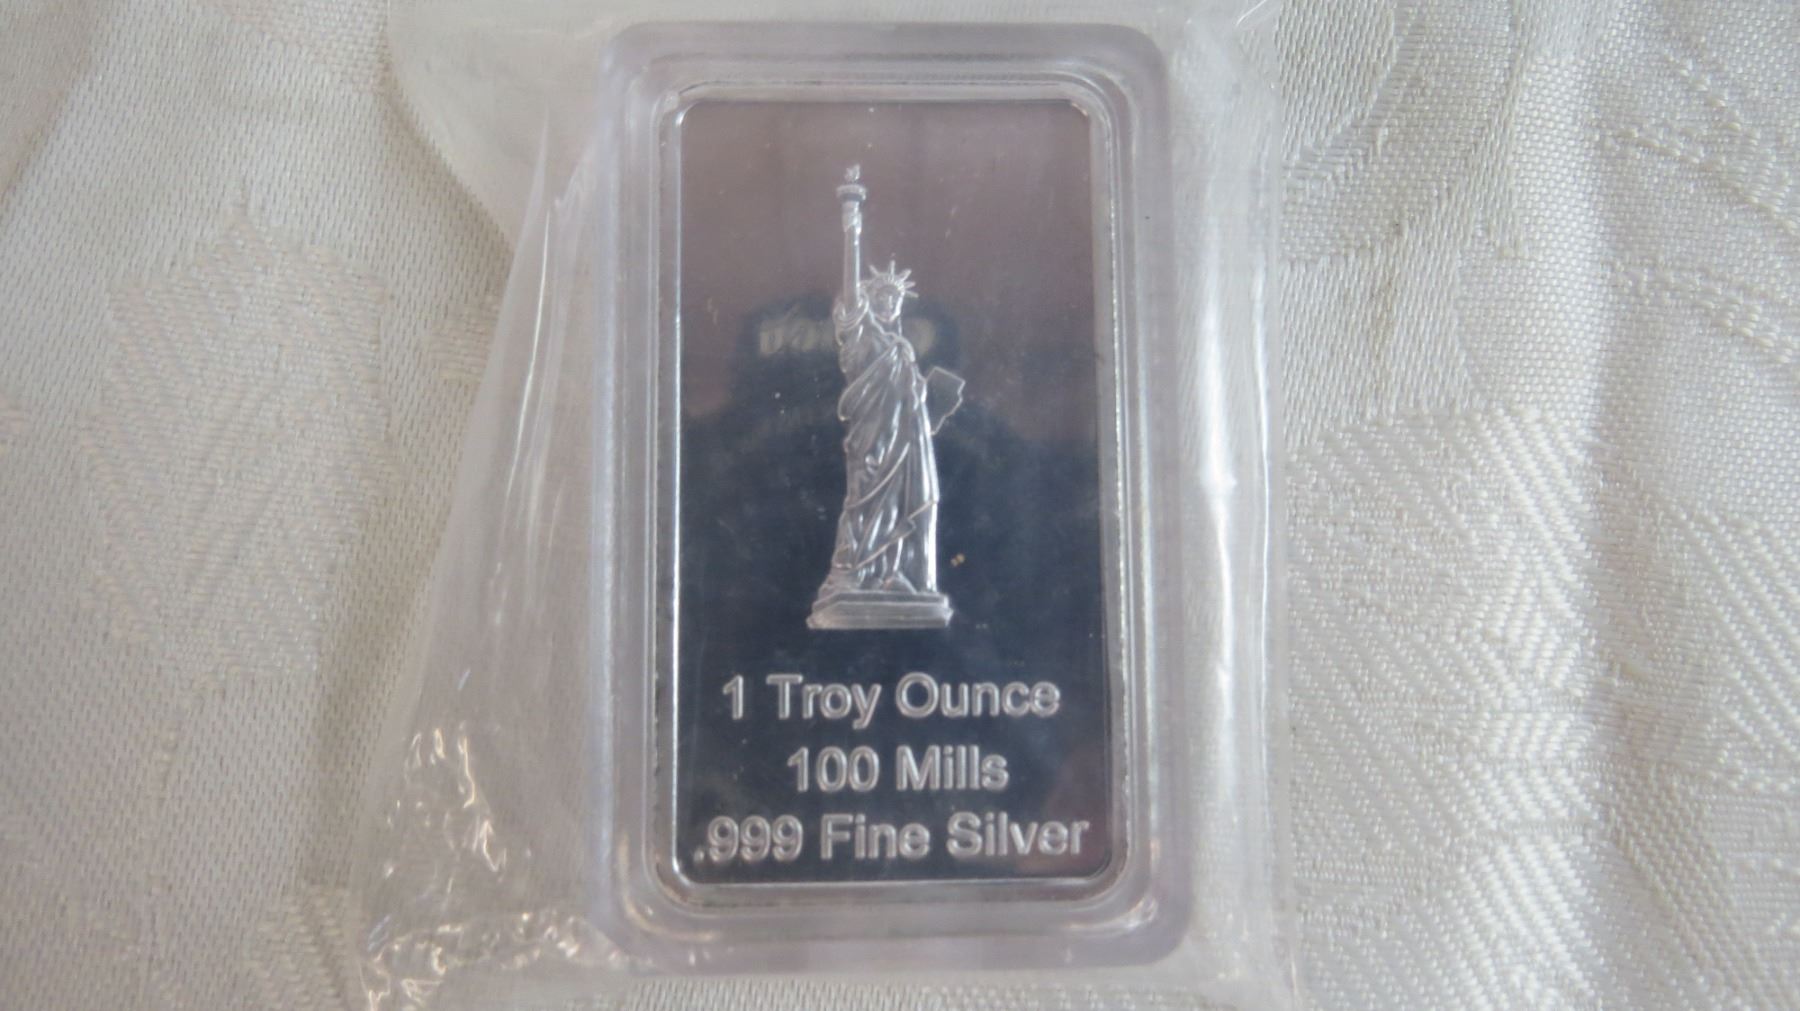 1 Troy Ounce
100 Mills
.999 Fine Silver